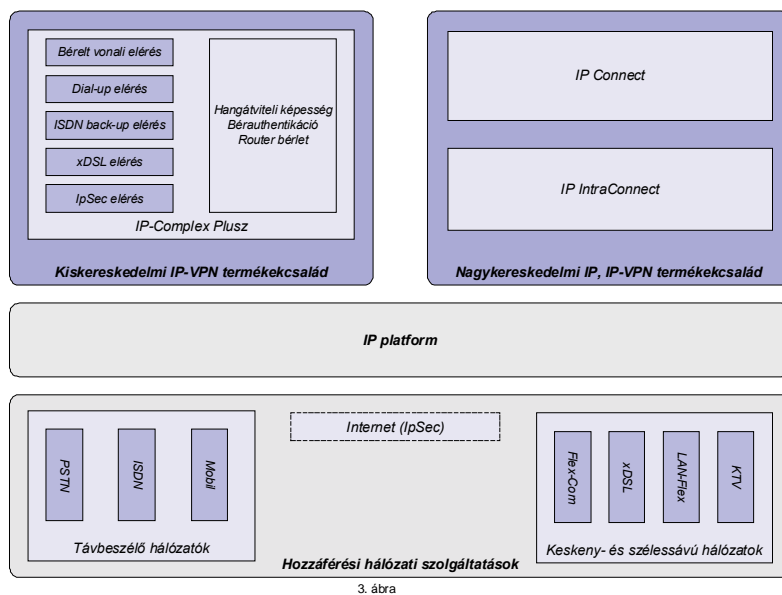 Bérelt vonali elérés
Dial-up elérés
ISDN back-up elérés
xDSL elérés
IpSec elérés
Hangátviteli képesség
Bérauthentikáció
Router bérlet
IP-Complex Plusz
Kiskereskedelmi IP-VPN termékekcsalád
IP Connect
IP IntraConnect
Nagykereskedelmi IP, IP-VPN termékekcsalád
IP platform
PSTN
ISDN
Mobil
Távbeszélő hálózatók
Internet (IpSec)
Flex-Com
xDSL
LAN-Flex
KTV
Keskeny- és szélessávú hálózatok
Hozzáférési hálózati szolgáltatások
3. ábra